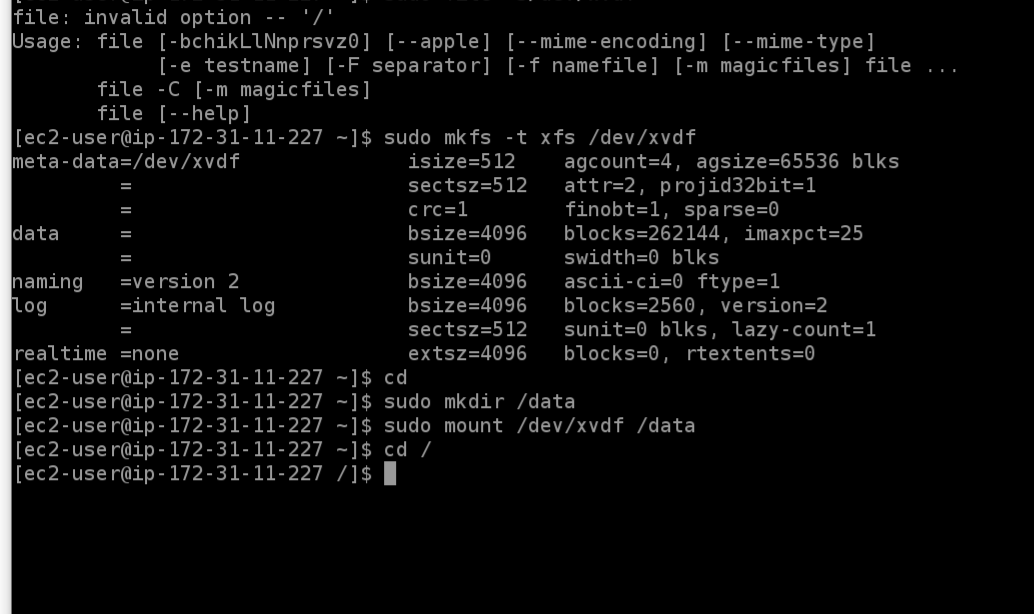 file: invalid option -- '/'
Usage: file [-bchikLlNnprsvz0] [--apple] [--mime-encoding] [--mime-type]
            [-e testname] [-F separator] [-f namefile] [-m magicfiles] file ...
       file -C [-m magicfiles]
       file [--help]
[ec2-user@ip-172-31-11-227 ~]$ sudo mkfs -t xfs /dev/xvdf
meta-data=/dev/xvdf              isize=512    agcount=4, agsize=65536 blks
         =                       sectsz=512   attr=2, projid32bit=1
         =                       crc=1        finobt=1, sparse=0
data     =                       bsize=4096   blocks=262144, imaxpct=25
         =                       sunit=0      swidth=0 blks
naming   =version 2              bsize=4096   ascii-ci=0 ftype=1
log      =internal log           bsize=4096   blocks=2560, version=2
         =                       sectsz=512   sunit=0 blks, lazy-count=1
realtime =none                   extsz=4096   blocks=0, rtextents=0
[ec2-user@ip-172-31-11-227 ~]$ cd
[ec2-user@ip-172-31-11-227 ~]$ sudo mkdir /data
[ec2-user@ip-172-31-11-227 ~]$ sudo mount /dev/xvdf /data
[ec2-user@ip-172-31-11-227 ~]$ cd /
[ec2-user@ip-172-31-11-227 /]$